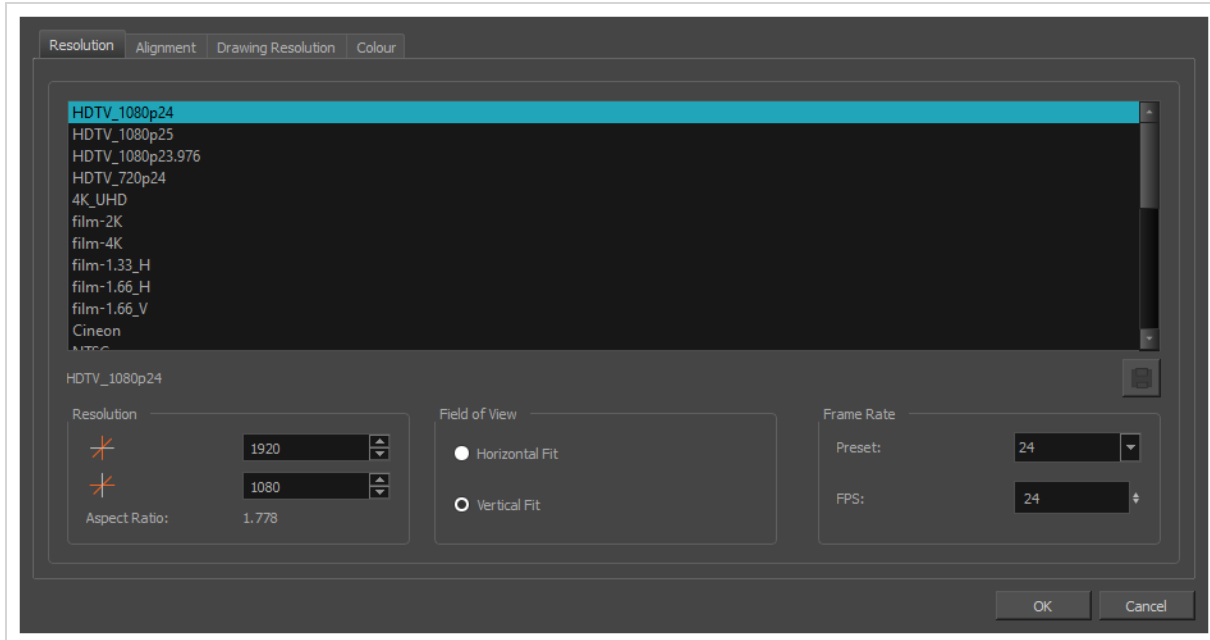 Resolution Alignment Drawing Resolution Colour
HDTV_1080p24
HDTV_1080p25
HDTV_1080p23.976
HDTV_720p24
4K_UHD
film-2K
film-4K
film-1.33_H
film-1.66_H
film-1.66_V
Cineon
HDTV_1080p24
Resolution Field of View Frame Rate
1920 Horizontal Fit Preset: 24
1080 Vertical Fit FPS: 24
Aspect Ratio: 1.778
OK Cancel